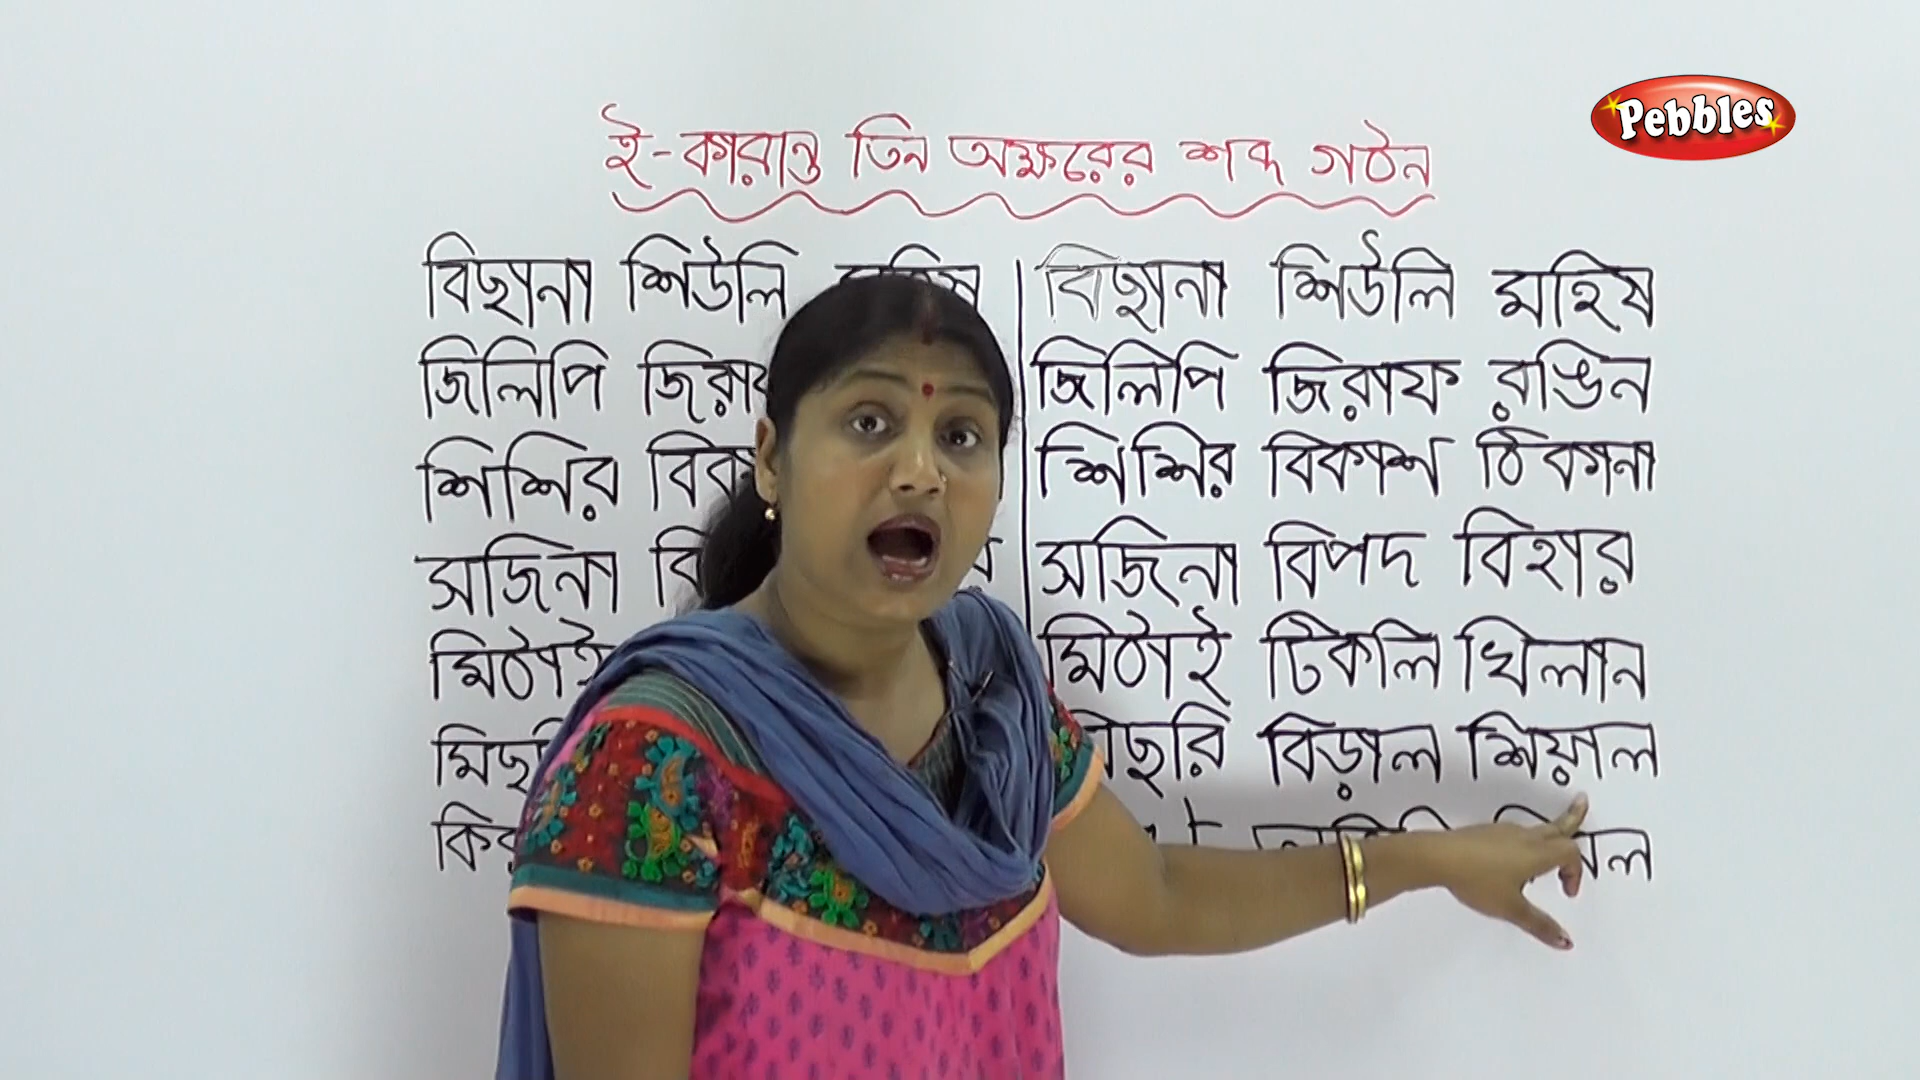 Pebbles
ই-কারান্ত তিন অক্ষরের শব্দ গঠন
বিছানা শিউলি বিছানা শিউলি মহিষ
জিলিপি জিলিপি জিরাফ রঙিন
শিশির শিশির বিকাশ ঠিকানা
সজিনা সজিনা বিপদ বিহার
মিঠাই মিঠাই টিকলি খিলান
বিড়াল শিয়াল